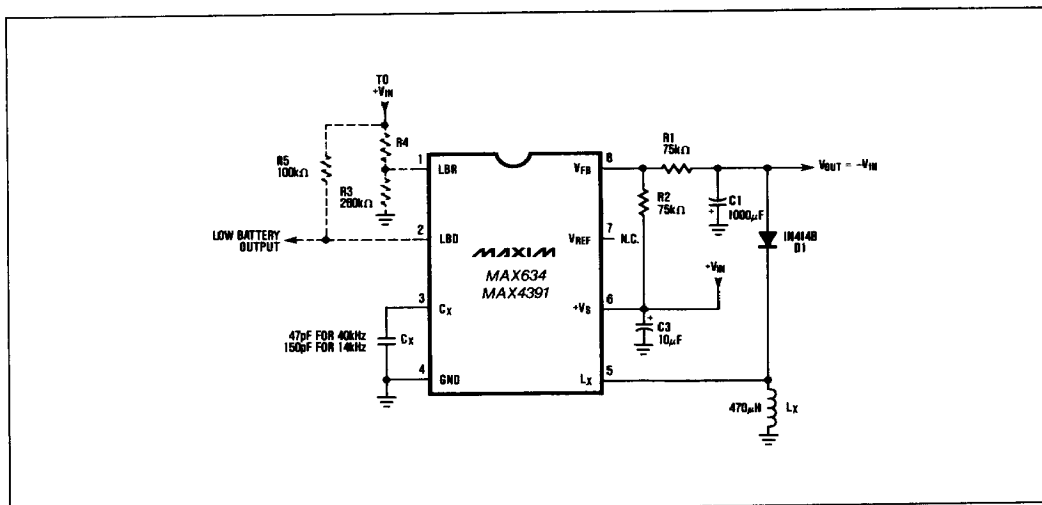 TO
+VIN
R4
R5
100kΩ
R3
260kΩ
LOW BATTERY
OUTPUT
1
LBR
2
LBD
3
CX
4
GND
47pF FOR 40kHz
150pF FOR 14kHz
CX
MAXIM
MAX634
MAX4391
8
VFB
7
VREF
N.C.
6
+VS
5
LX
R1
75kΩ
R2
75kΩ
C1
1000µF
VOUT = -VIN
1N4148
D1
+VIN
C3
10µF
470µH
LX